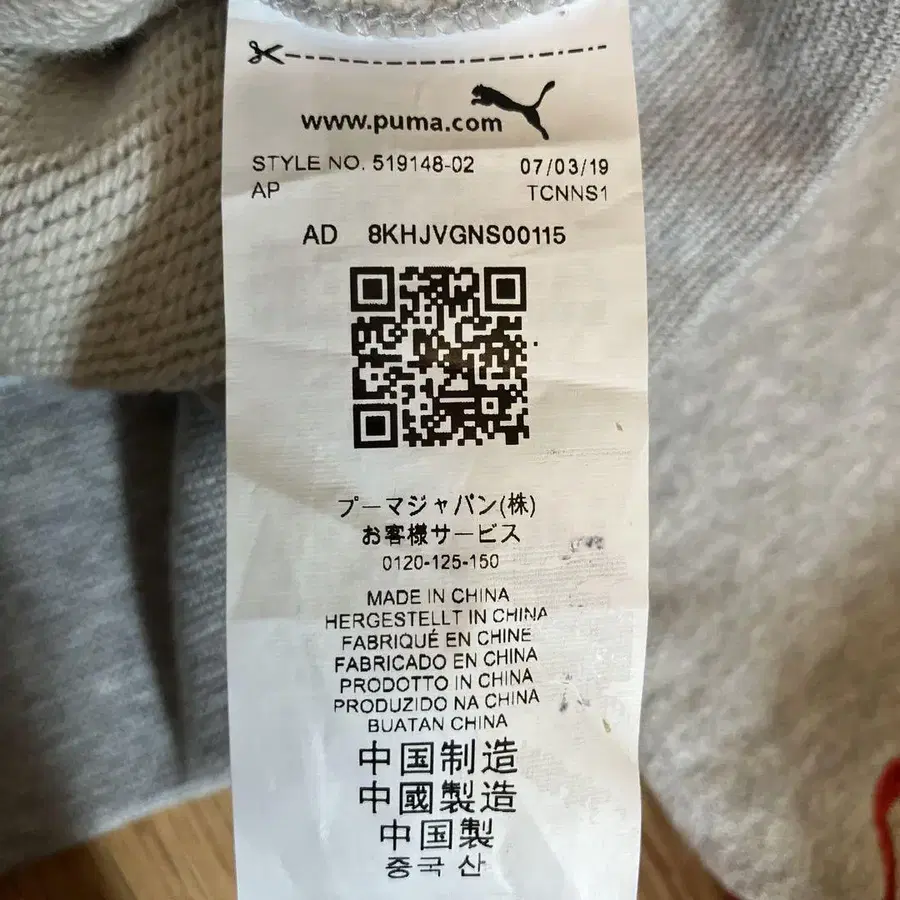 www.puma.com
STYLE NO. 519148-02 07/03/19
AP TCNNS1
AD 8KHJVGNS00115
プーマジャパン(株)
お客様サービス
0120-125-150
MADE IN CHINA
HERGESTELLT IN CHINA
FABRIQUÉ EN CHINE
FABRICADO EN CHINA
PRODOTTO IN CHINA
PRODUZIDO NA CHINA
BUATAN CHINA
中国制造
中國製造
中国製
중국 산